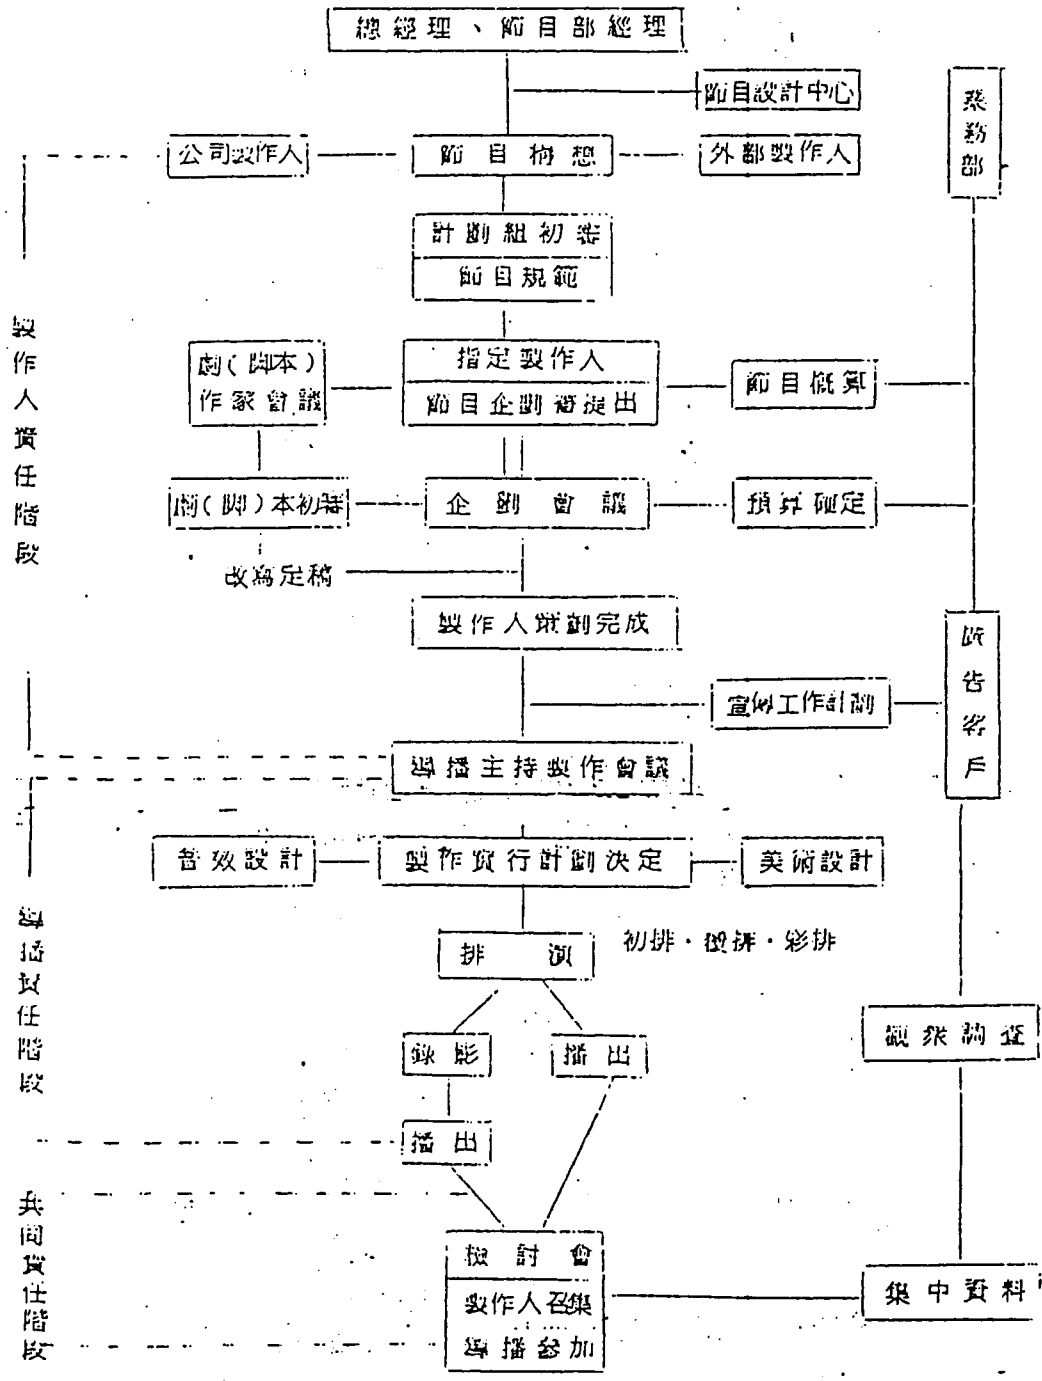 總經理、節目部經理
節目設計中心
業務部
公司製作人
節目構想
外部製作人
計劃組初審
節目規範
製作人責任階段
劇(脚本)
作家會議
指定製作人
節目企劃書提出
節目概算
劇(脚)本初審
企劃會議
預算確定
改寫定稿
製作人策劃完成
廣告客戶
宣傳工作計劃
導播主持製作會議
音效設計
製作實行計劃決定
美術設計
導播責任階段
排演
初排・復排・彩排
錄影
播出
觀衆調查
播出
共同責任階段
檢討會
製作人召集
導播參加
集中資料